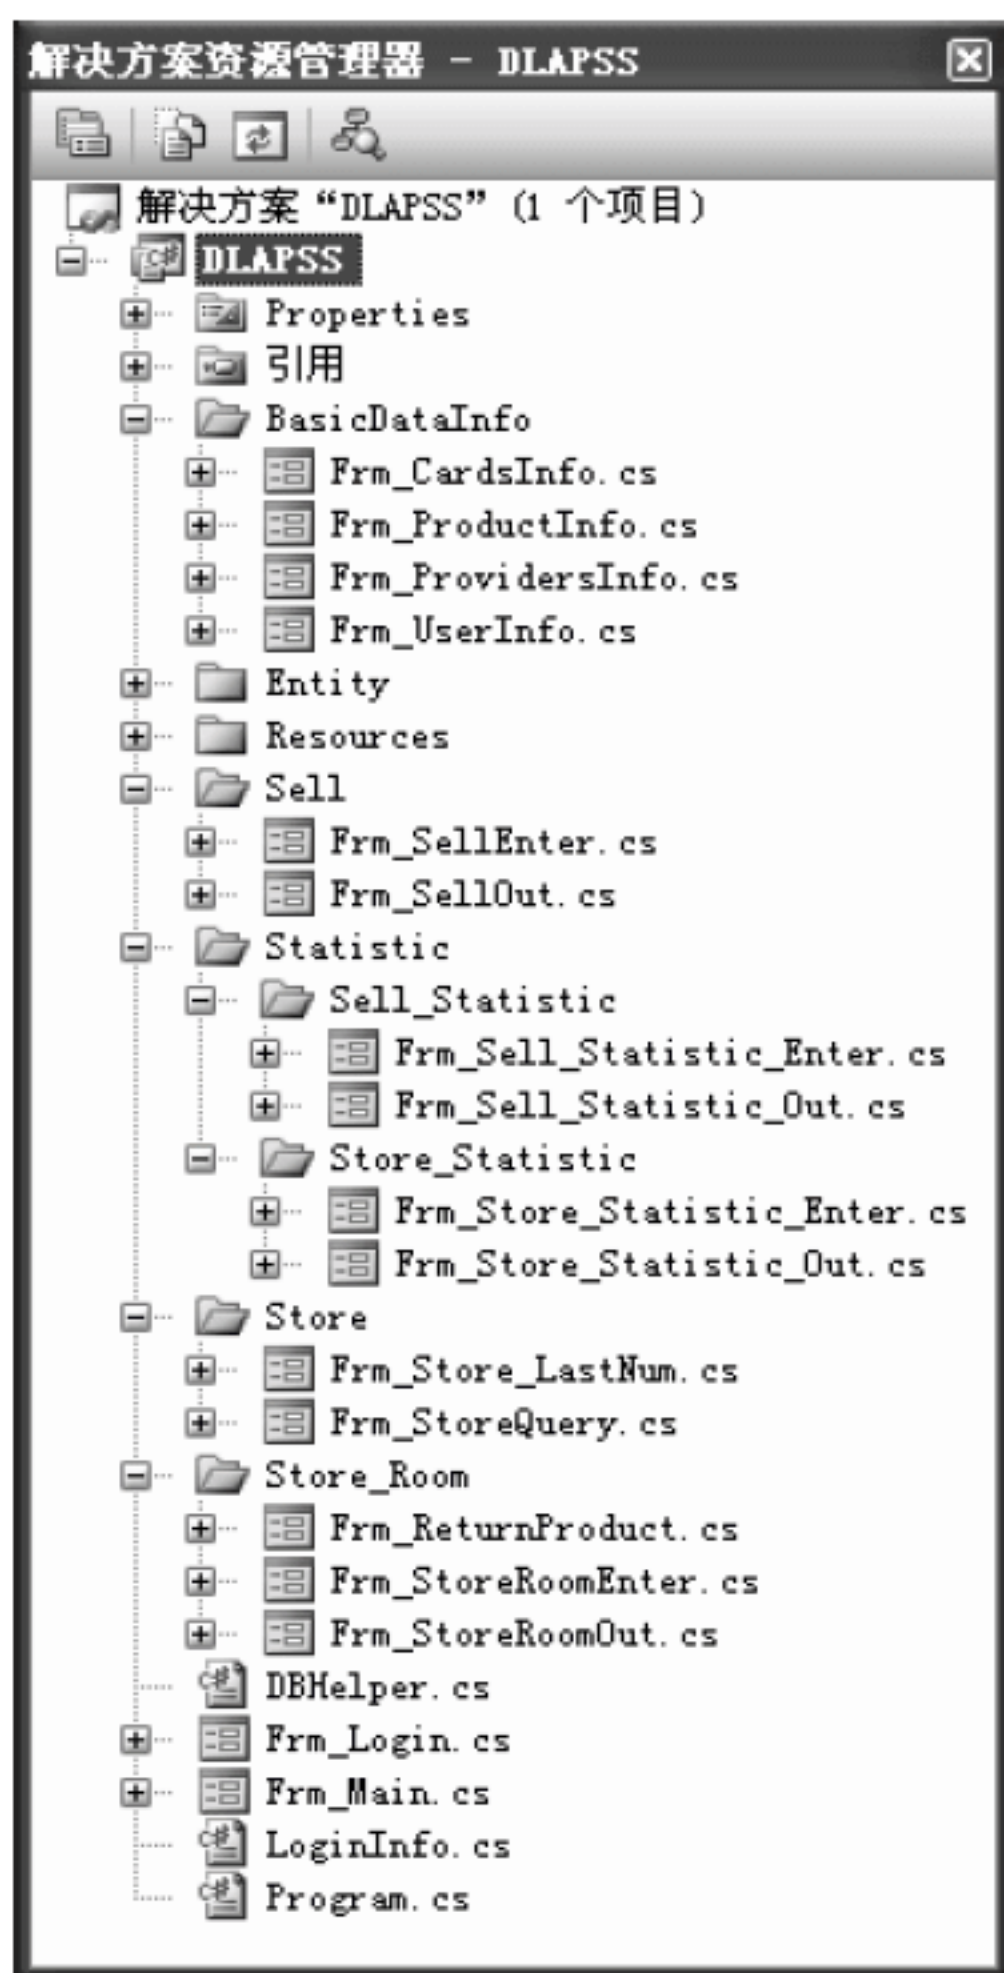 解决方案资源管理器 - DLAPSS
解决方案“DLAPSS”(1 个项目)
DLAPSS
Properties
引用
BasicDataInfo
Frm_CardsInfo.cs
Frm_ProductInfo.cs
Frm_ProvidersInfo.cs
Frm_UserInfo.cs
Entity
Resources
Sell
Frm_SellEnter.cs
Frm_SellOut.cs
Statistic
Sell_Statistic
Frm_Sell_Statistic_Enter.cs
Frm_Sell_Statistic_Out.cs
Store_Statistic
Frm_Store_Statistic_Enter.cs
Frm_Store_Statistic_Out.cs
Store
Frm_Store_LastNum.cs
Frm_StoreQuery.cs
Store_Room
Frm_ReturnProduct.cs
Frm_StoreRoomEnter.cs
Frm_StoreRoomOut.cs
DBHelper.cs
Frm_Login.cs
Frm_Main.cs
LoginInfo.cs
Program.cs